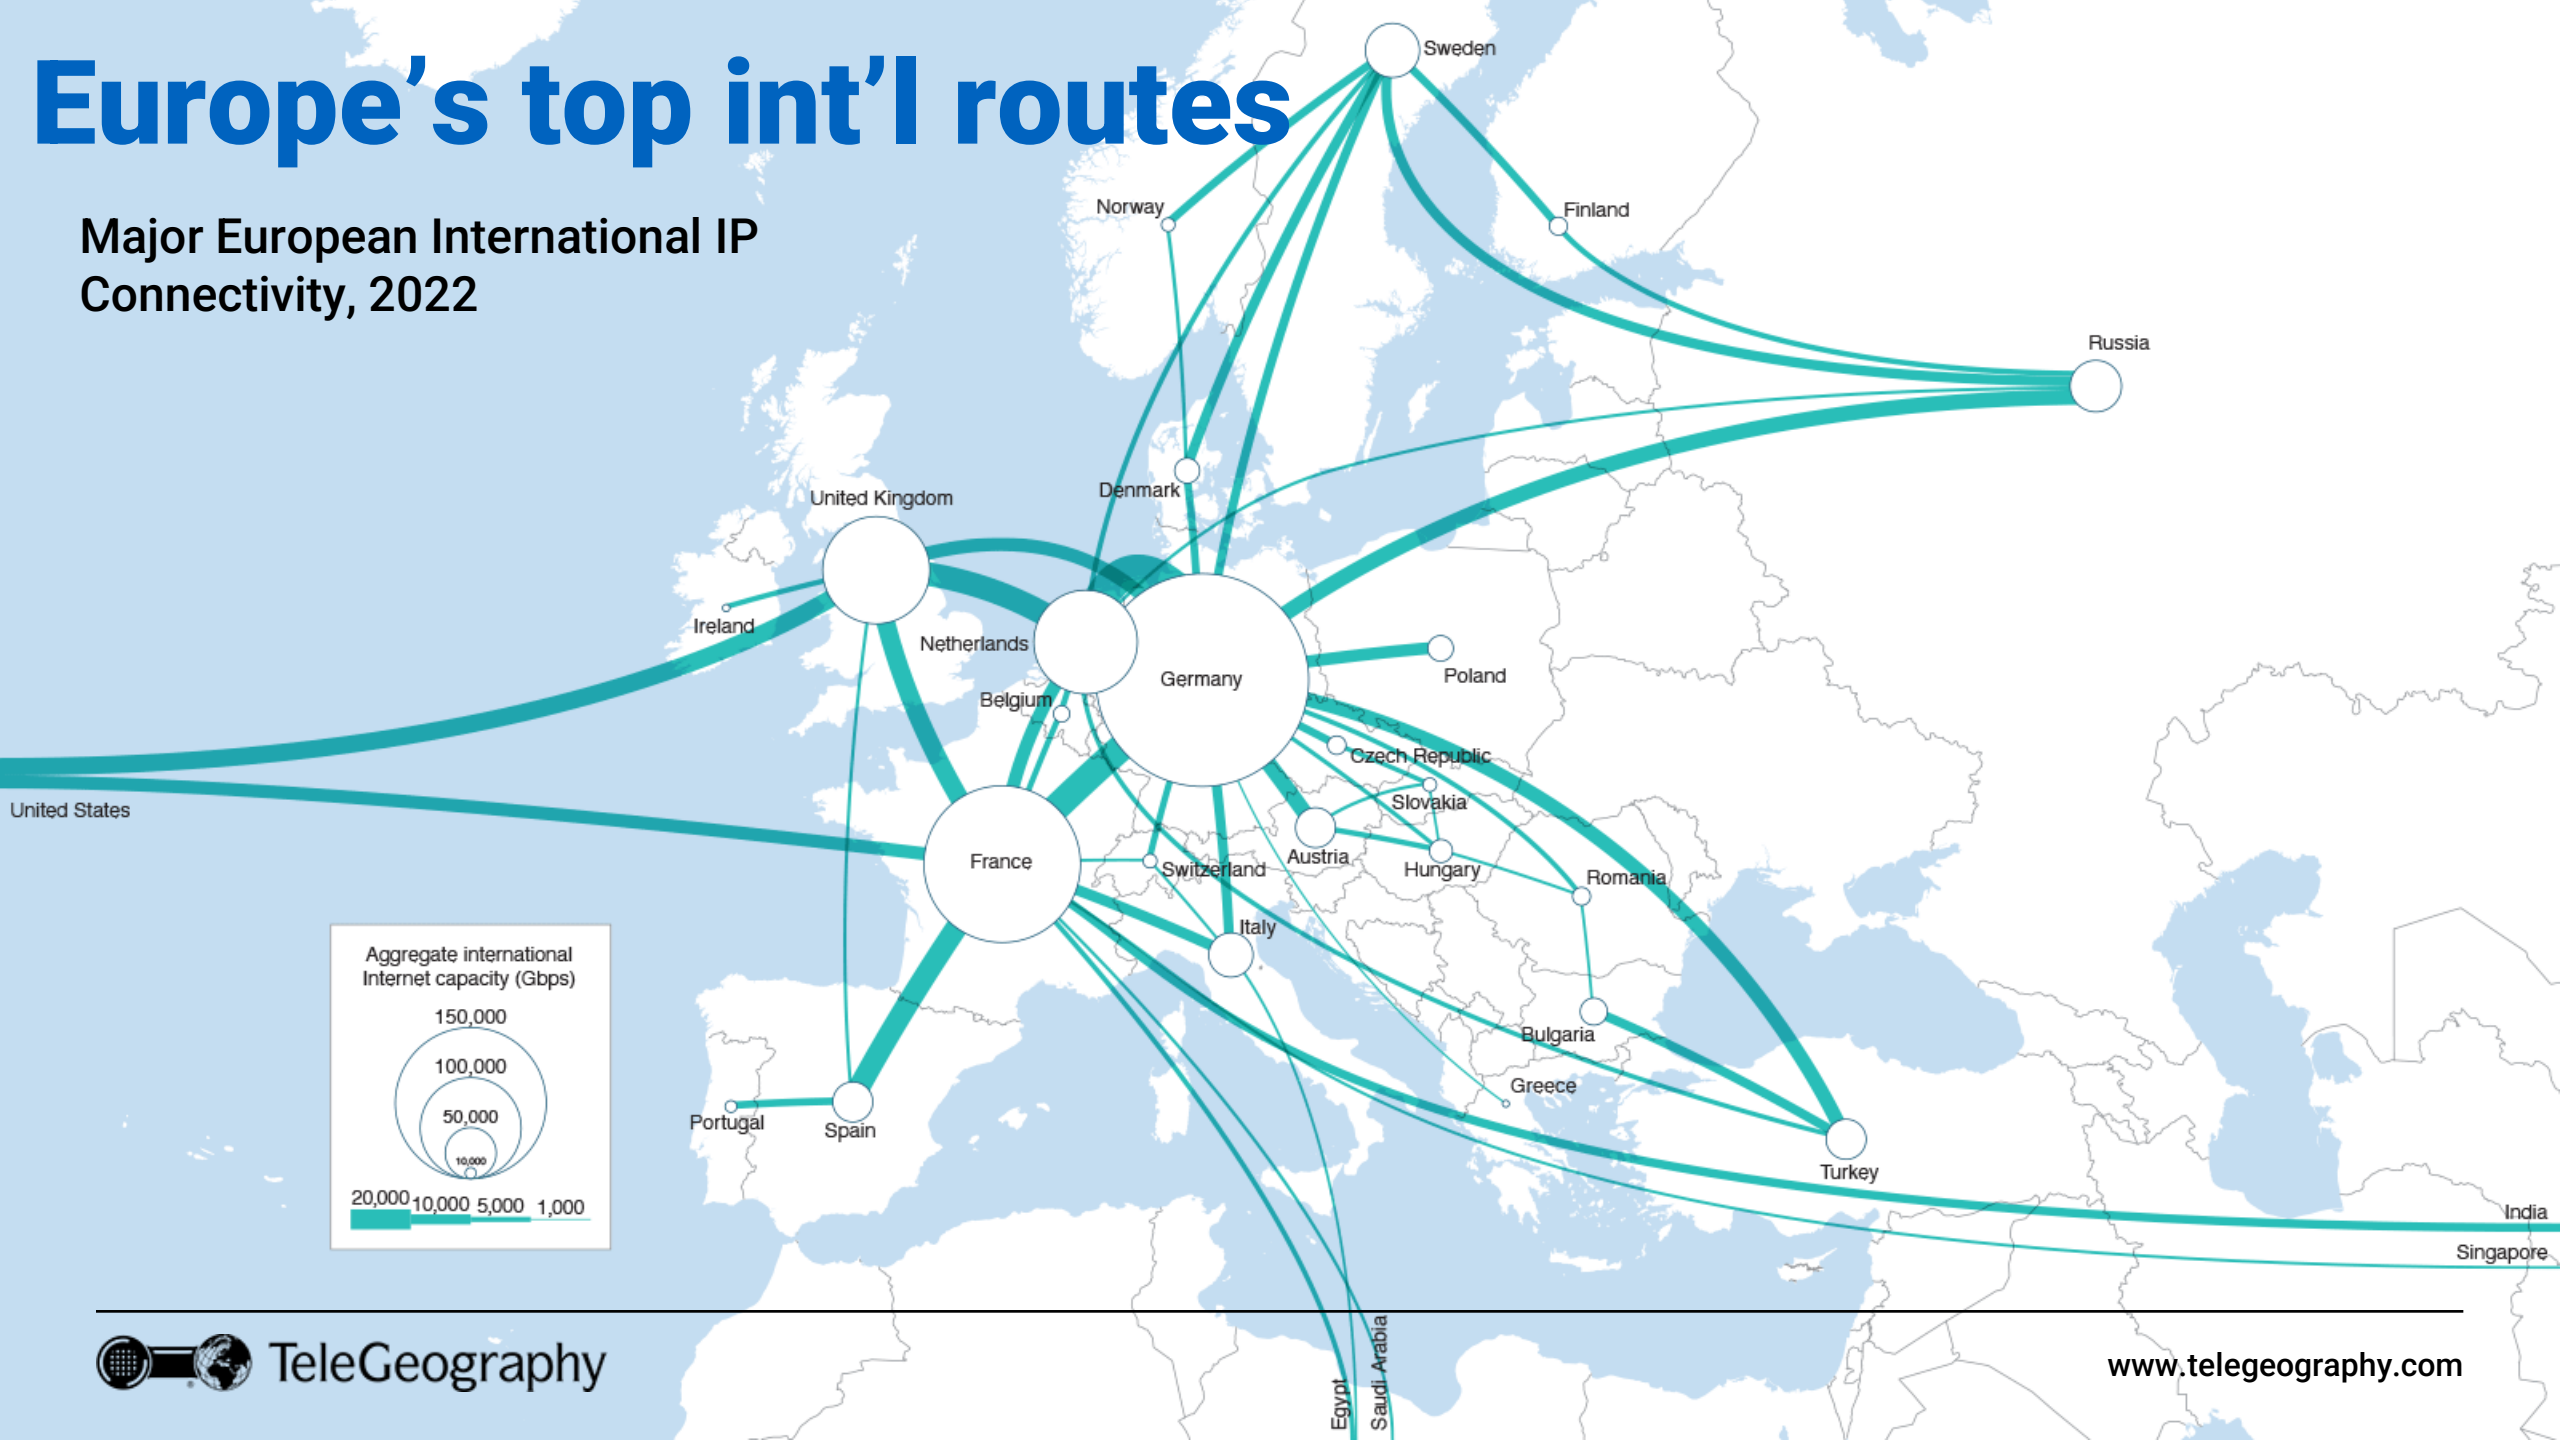 Europe's top int'l routes
Major European International IP
Connectivity, 2022
Sweden
Norway
Finland
Russia
Denmark
United Kingdom
Ireland
Netherlands
Germany
Poland
Belgium
Czech Republic
Slovakia
United States
France
Switzerland
Austria
Hungary
Romania
Italy
Bulgaria
Greece
Portugal
Spain
Turkey
India
Singapore
Egypt
Saudi Arabia
Aggregate international
Internet capacity (Gbps)
150,000
100,000
50,000
10,000
20,000 10,000 5,000 1,000
TeleGeography
www.telegeography.com